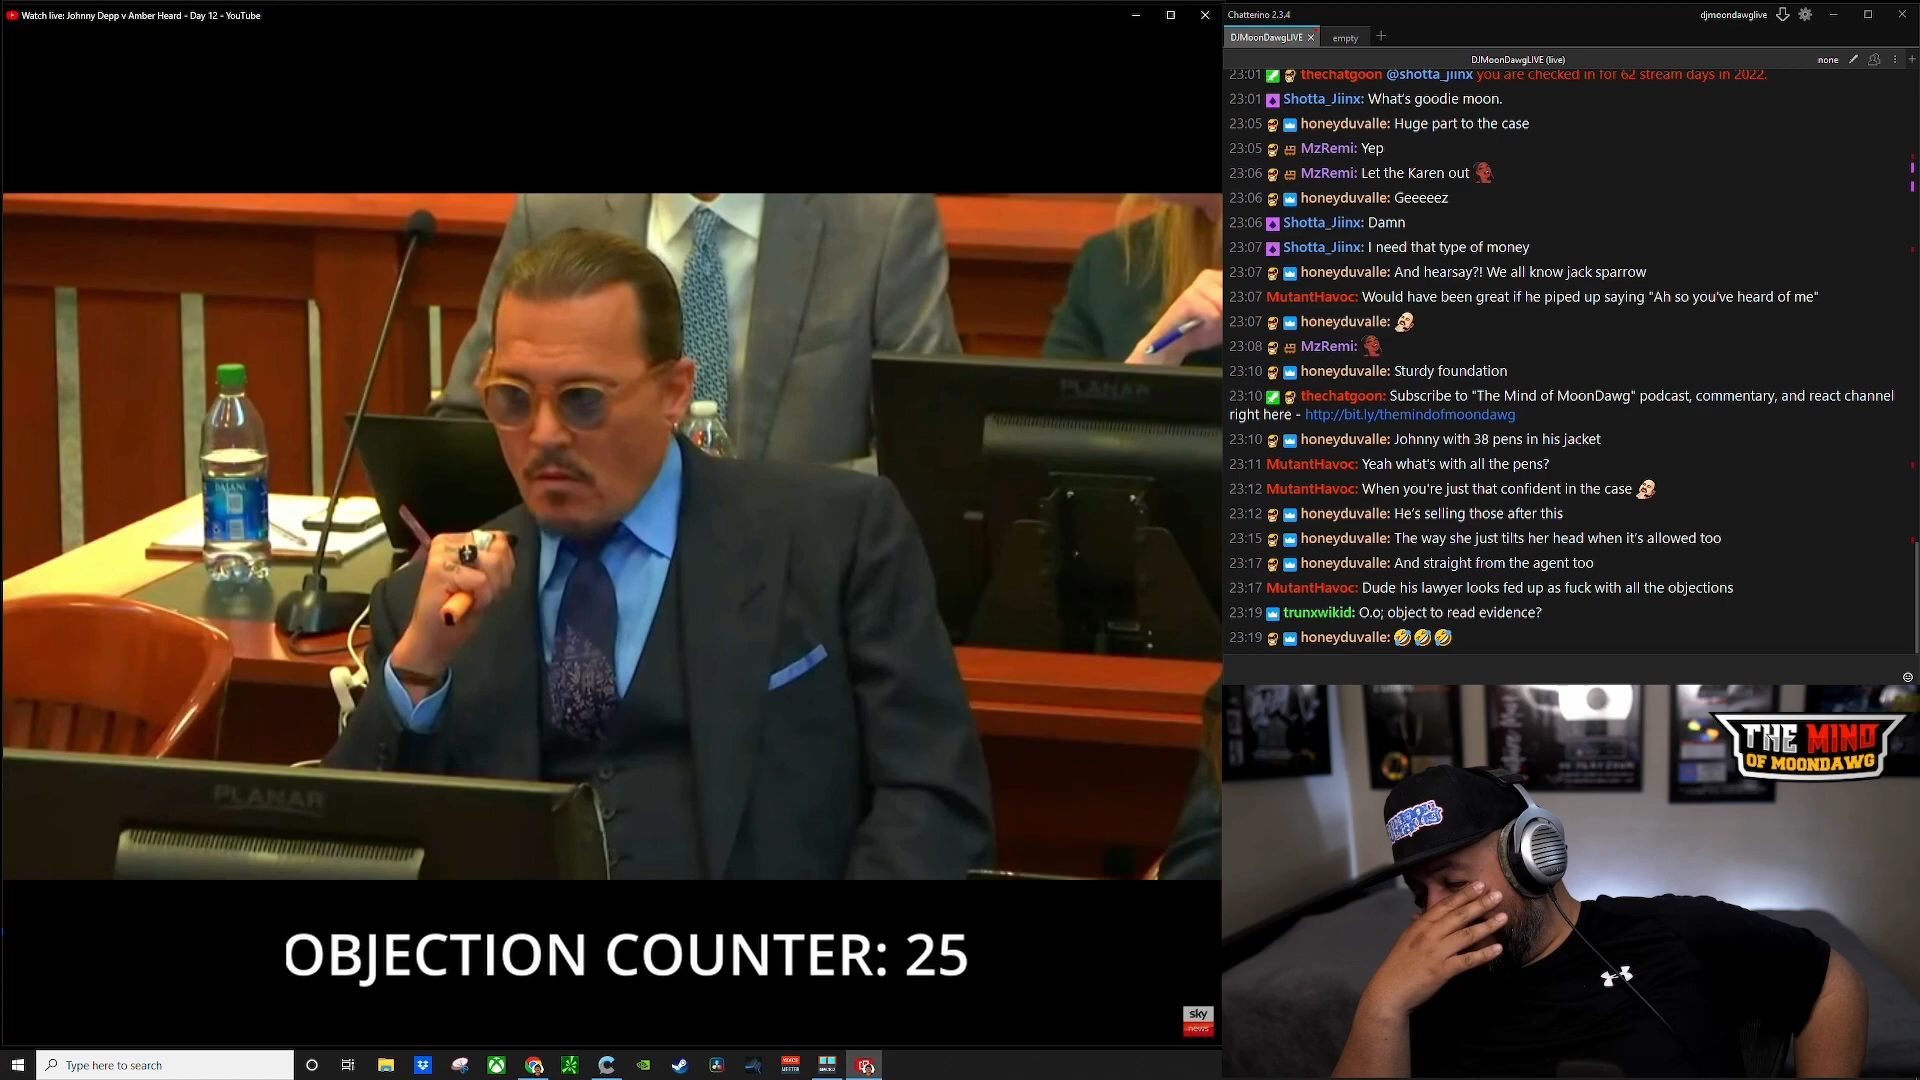 Watch live: Johnny Depp v Amber Heard - Day 12 - YouTube
PLANAR
DASANI
PLANAR
OBJECTION COUNTER: 25
sky
news
Type here to search
Chatterino 2.3.4
djmoondawglive
DJMoonDawgLIVE
empty
DJMoonDawgLIVE (live)
none
23:01 thechatgoon @shotta_jiinx you are checked in for 62 stream days in 2022.
23:01 Shotta_Jiinx: What's goodie moon.
23:05 honeyduvalle: Huge part to the case
23:05 MzRemi: Yep
23:06 MzRemi: Let the Karen out
23:06 honeyduvalle: Geeeeez
23:06 Shotta_Jiinx: Damn
23:07 Shotta_Jiinx: I need that type of money
23:07 honeyduvalle: And hearsay?! We all know jack sparrow
23:07 MutantHavoc: Would have been great if he piped up saying "Ah so you've heard of me"
23:07 honeyduvalle:
23:08 MzRemi:
23:10 honeyduvalle: Sturdy foundation
23:10 thechatgoon: Subscribe to "The Mind of MoonDawg" podcast, commentary, and react channel
right here - http://bit.ly/themindofmoondawg
23:10 honeyduvalle: Johnny with 38 pens in his jacket
23:11 MutantHavoc: Yeah what's with all the pens?
23:12 MutantHavoc: When you're just that confident in the case
23:12 honeyduvalle: He's selling those after this
23:15 honeyduvalle: The way she just tilts her head when it's allowed too
23:17 honeyduvalle: And straight from the agent too
23:17 MutantHavoc: Dude his lawyer looks fed up as fuck with all the objections
23:19 trunxwikid: O.o; object to read evidence?
23:19 honeyduvalle: 🤣🤣🤣
THE MIND
OF MOONDAWG